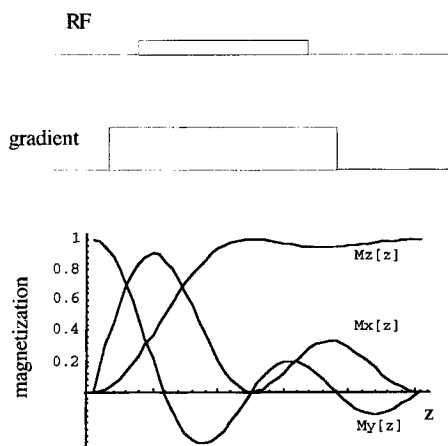 RF
gradient
magnetization
1
0.8
0.6
0.4
0.2
Mz[z]
Mx[z]
My[z]
z